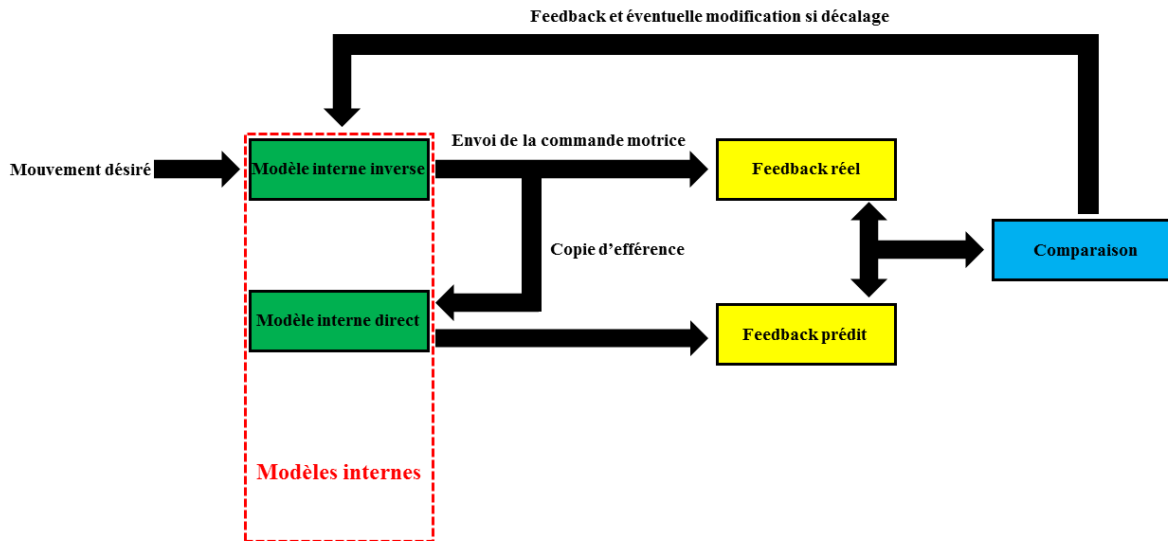 Feedback et éventuelle modification si décalage
Envoi de la commande motrice
Mouvement désiré
Modèle interne inverse
Feedback réel
Copie d’efférence
Comparaison
Modèle interne direct
Feedback prédit
Modèles internes